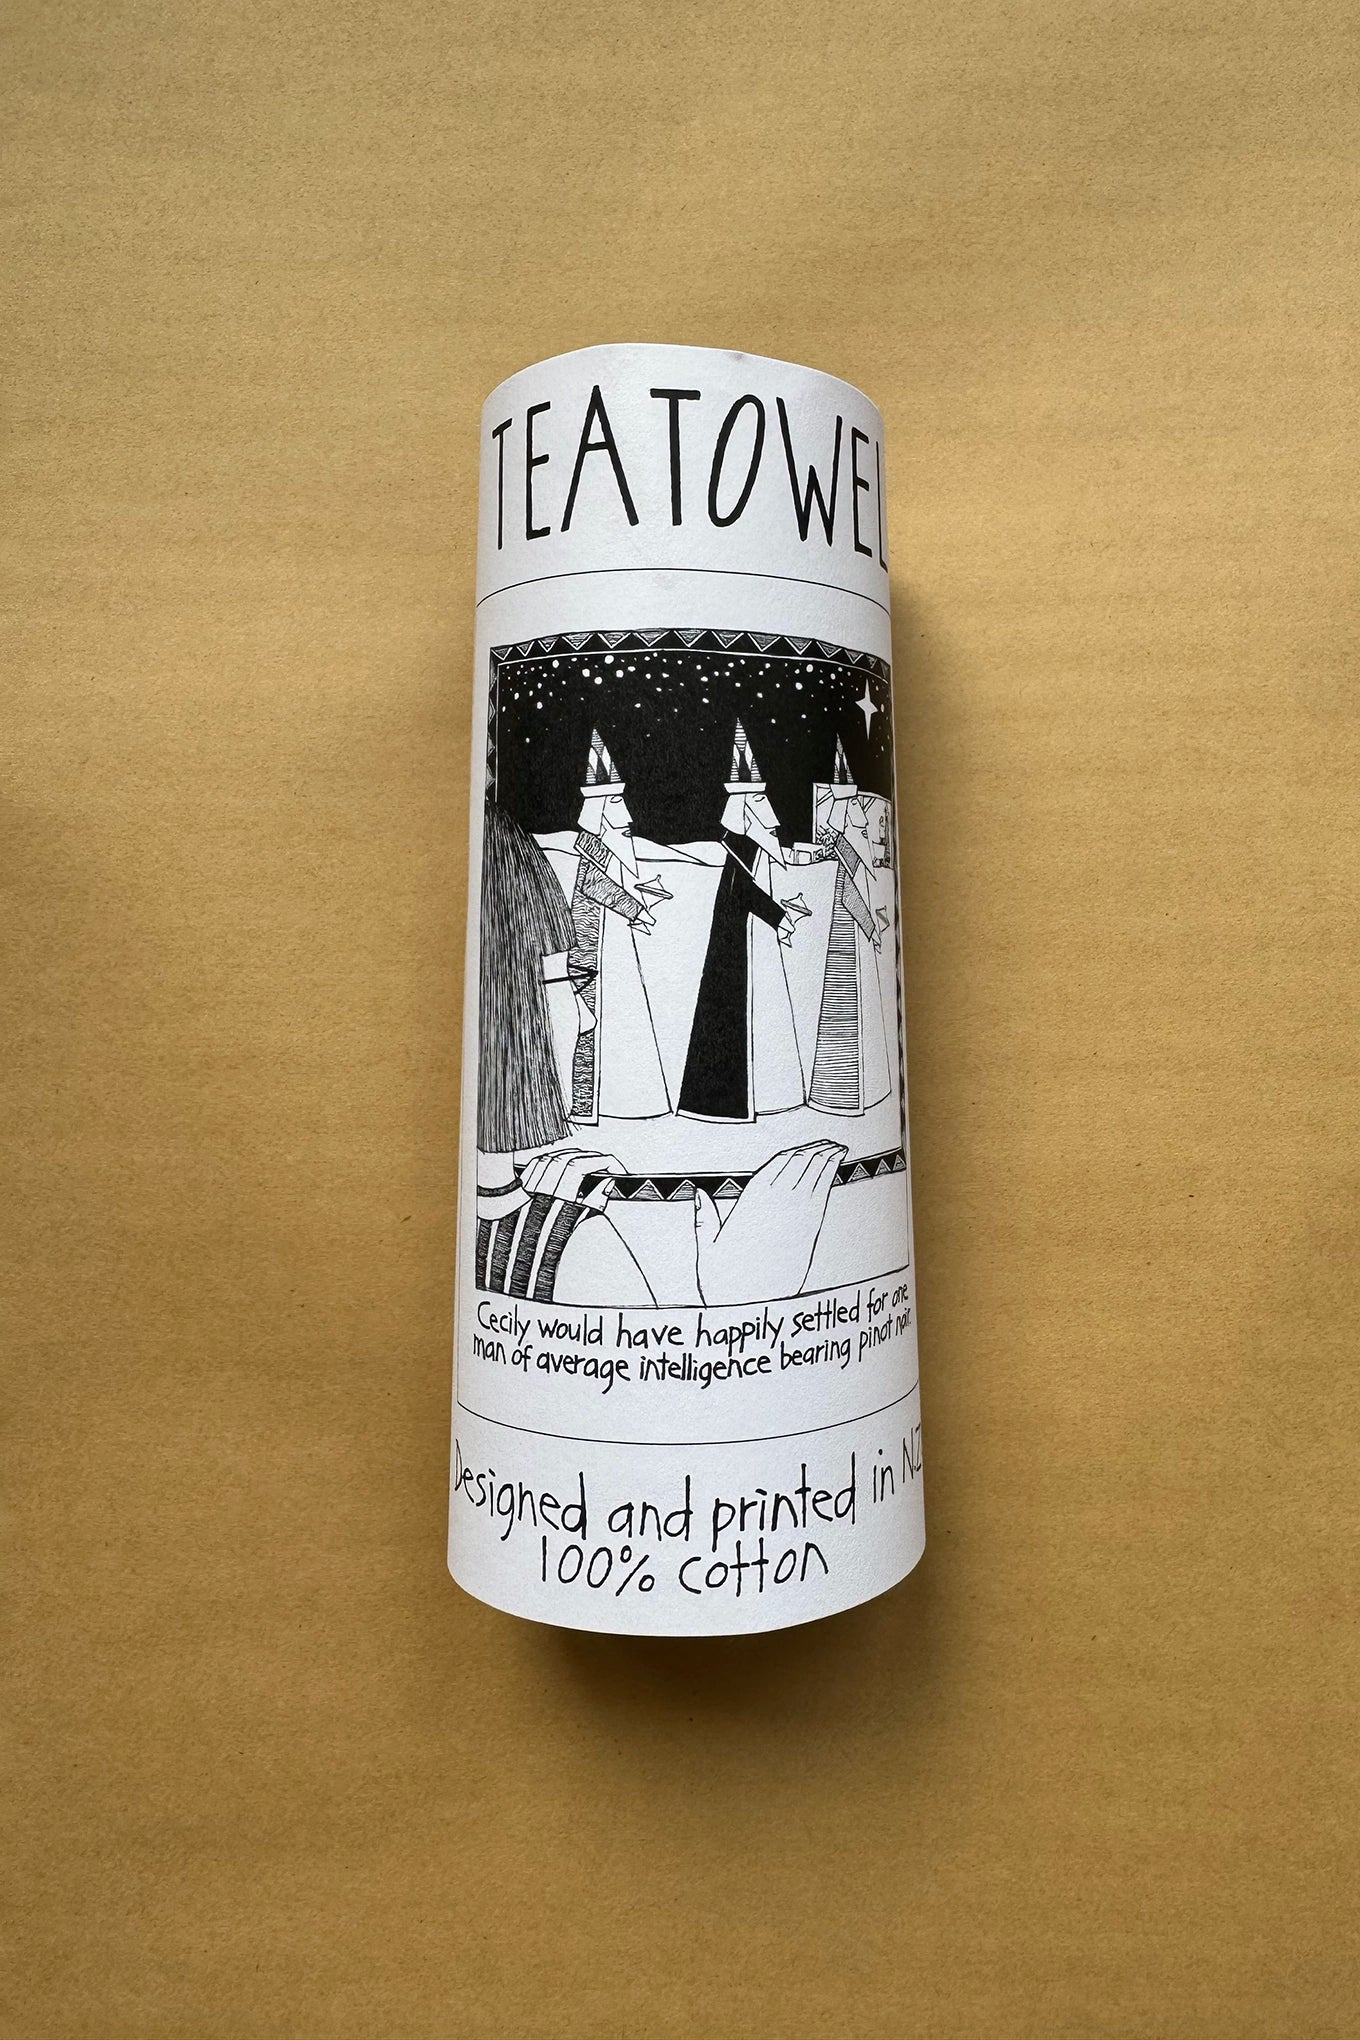 TEATOWEL
Cecily would have happily settled for one
man of average intelligence bearing pinot noir.
Designed and printed in N.Z
100% cotton